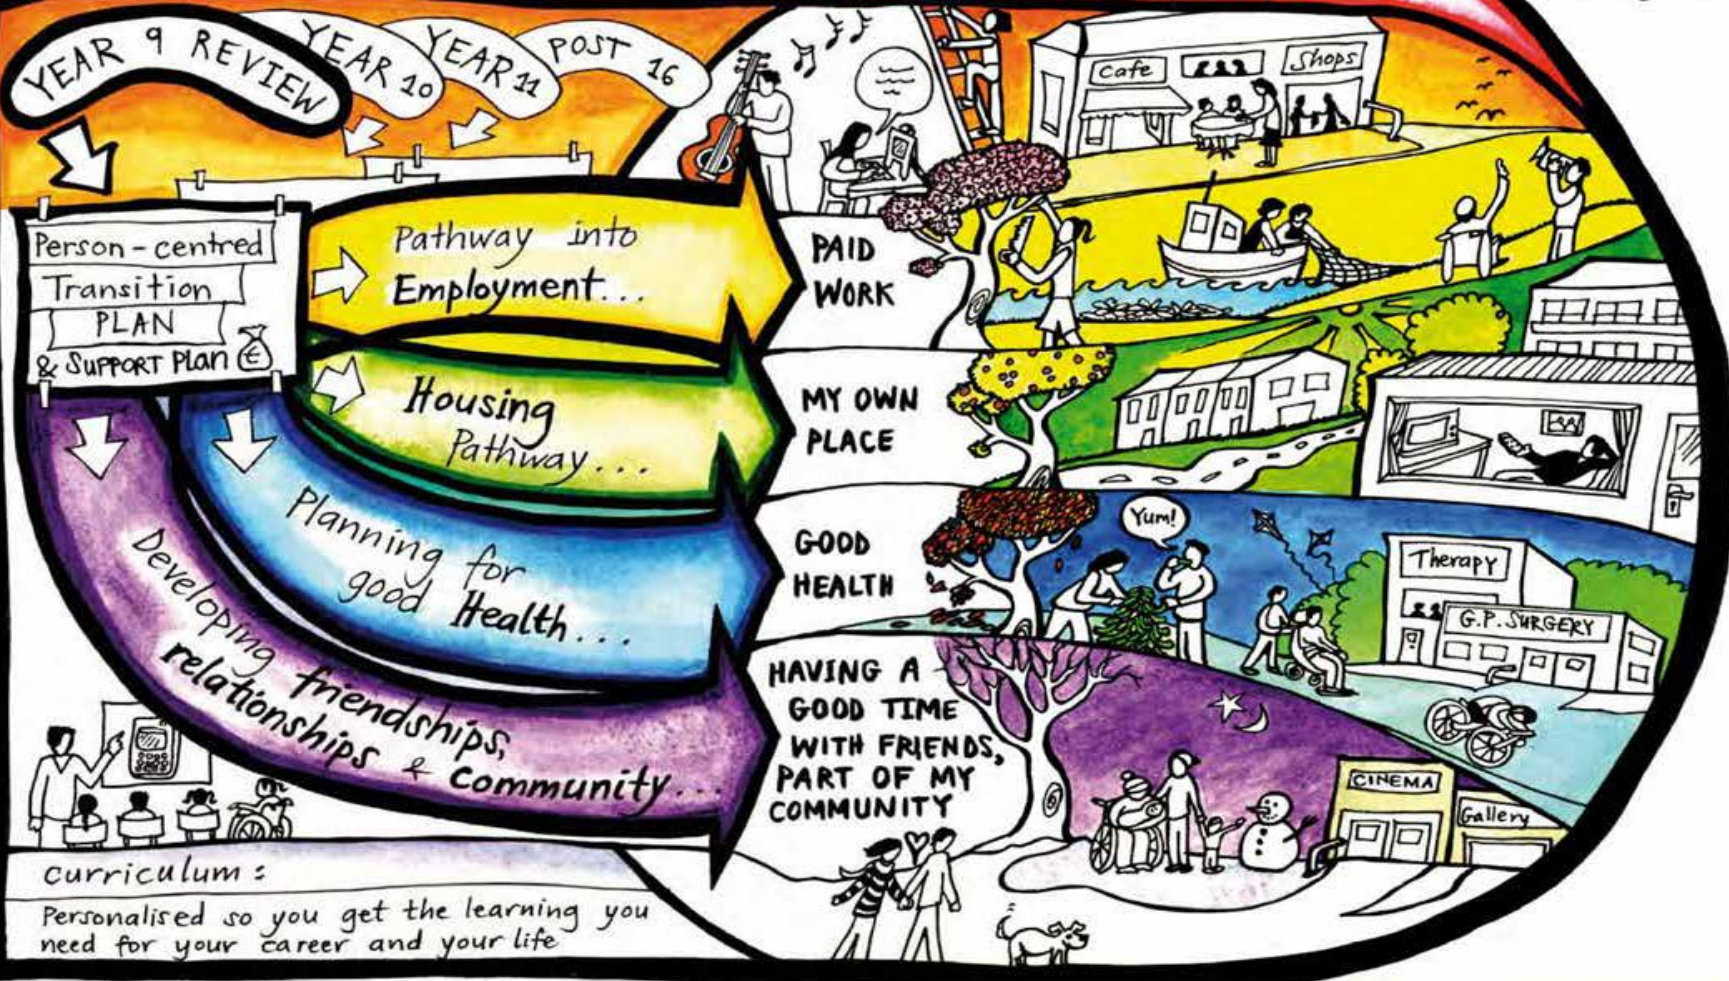 YEAR 9 REVIEW
YEAR 10
YEAR 11
POST 16
Person-centred
Transition
PLAN
& SUPPORT Plan €
Pathway into
Employment...
Housing
Pathway...
Planning for
good Health...
Developing friendships,
relationships & community...
PAID
WORK
MY OWN
PLACE
GOOD
HEALTH
HAVING A
GOOD TIME
WITH FRIENDS,
PART OF MY
COMMUNITY
Cafe
Shops
Yum!
Therapy
G.P. SURGERY
CINEMA
Gallery
curriculum:
Personalised so you get the learning you
need for your career and your life